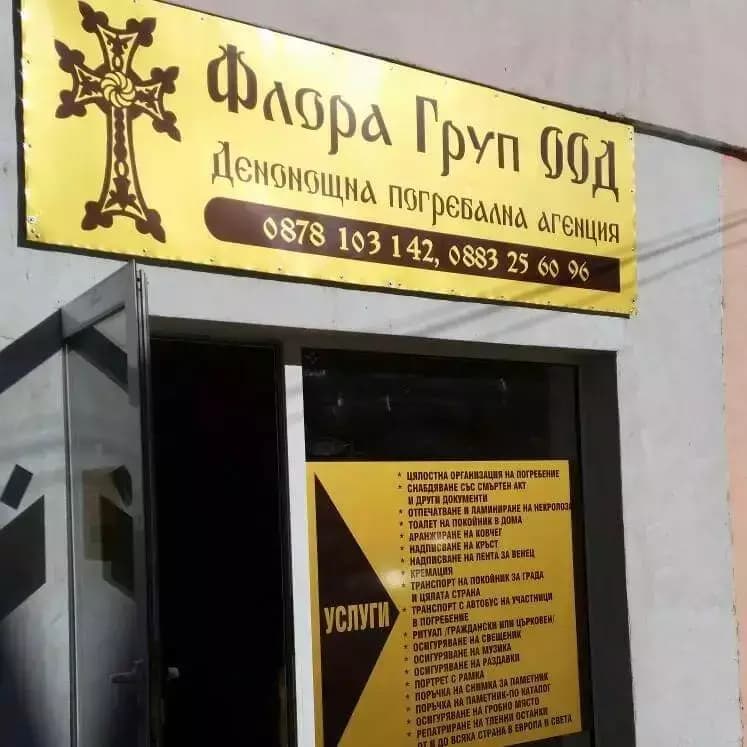 Флора Груп ООД
Денонощна погребална агенция
0878 103 142, 0883 25 60 96
УСЛУГИ
* ЦЯЛОСТНА ОРГАНИЗАЦИЯ НА ПОГРЕБЕНИЕ
* СНАБДЯВАНЕ СЪС СМЪРТЕН АКТ
И ДРУГИ ДОКУМЕНТИ
* ОТПЕЧАТВАНЕ И ЛАМИНИРАНЕ НА НЕКРОЛОЗИ
* ТОАЛЕТ НА ПОКОЙНИК В ДОМА
* АРАНЖИРАНЕ НА КОВЧЕГ
* НАДПИСВАНЕ НА КРЪСТ
* НАДПИСВАНЕ НА ЛЕНТА ЗА ВЕНЕЦ
* КРЕМАЦИЯ
* ТРАНСПОРТ НА ПОКОЙНИК ЗА ГРАДА
И ЦЯЛАТА СТРАНА
* ТРАНСПОРТ С АВТОБУС НА УЧАСТНИЦИ
В ПОГРЕБЕНИЕ
* РИТУАЛ /ГРАЖДАНСКИ ИЛИ ЦЪРКОВЕН/
* ОСИГУРЯВАНЕ НА СВЕЩЕНИК
* ОСИГУРЯВАНЕ НА МУЗИКА
* ОСИГУРЯВАНЕ НА РАЗДАВКИ
* ПОРТРЕТ С РАМКА
* ПОРЪЧКА НА СНИМКА ЗА ПАМЕТНИК
* ПОРЪЧКА НА ПАМЕТНИК-ПО КАТАЛОГ
* ОСИГУРЯВАНЕ НА ГРОБНО МЯСТО
* РЕПАТРИРАНЕ НА ТЛЕННИ ОСТАНКИ
ОТ И ДО ВСЯКА СТРАНА В ЕВРОПА И СВЕТА